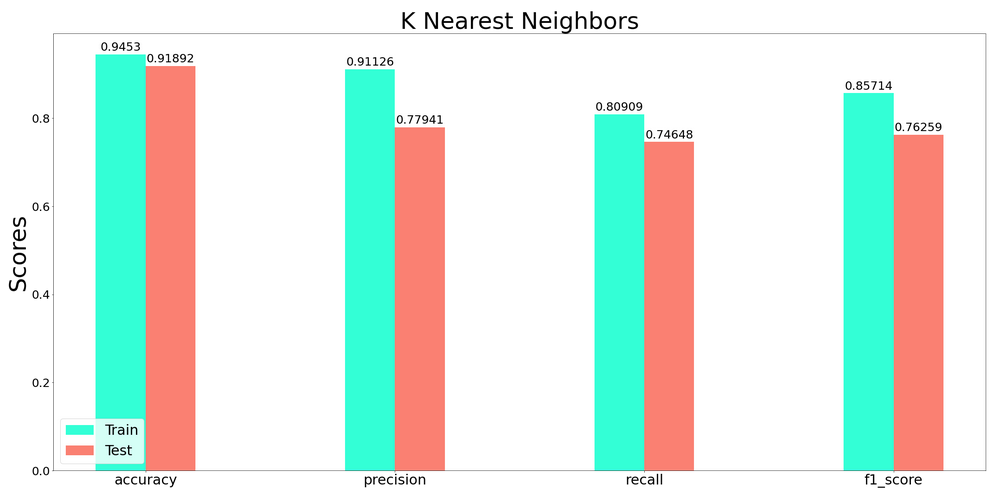 K Nearest Neighbors
Scores
0.8
0.6
0.4
0.2
0.0
0.9453
0.91892
0.91126
0.77941
0.80909
0.74648
0.85714
0.76259
Train
Test
accuracy
precision
recall
f1_score